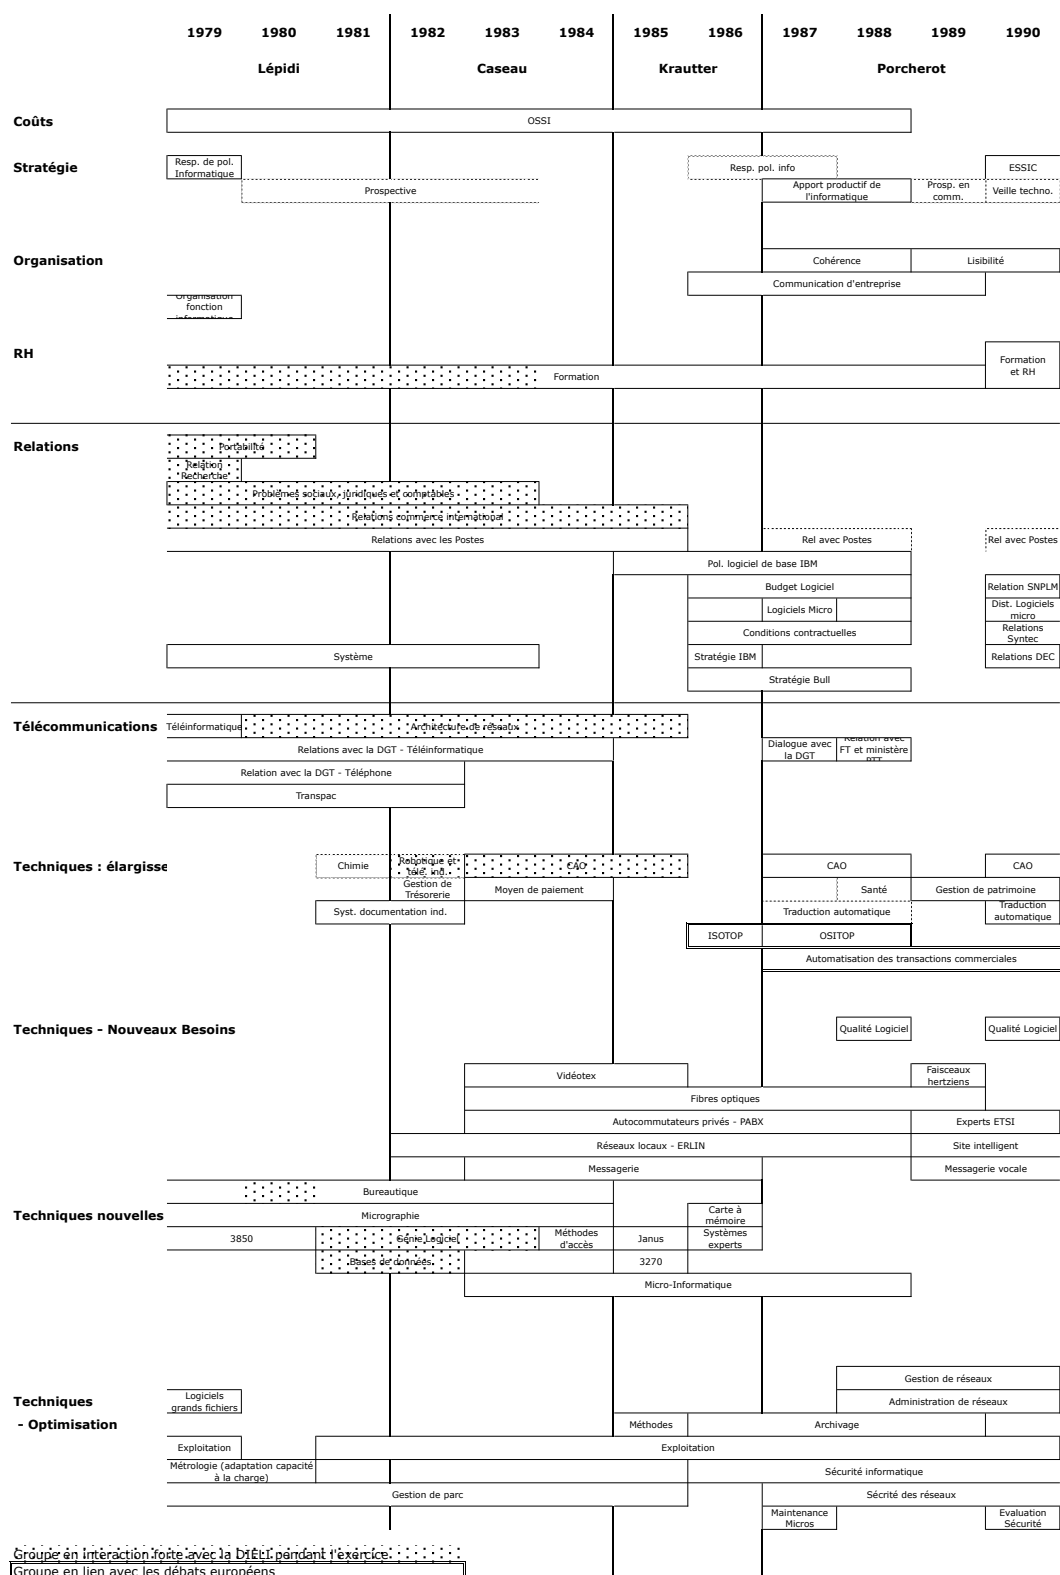 1979 1980 1981 1982 1983 1984 1985 1986 1987 1988 1989 1990
Lépidi Caseau Krautter Porcherot
Coûts OSSI
Stratégie
Resp. de pol.
Informatique
Resp. pol. info
ESSIC
Prospective
Apport productif de
l'informatique
Prosp. en
comm.
Veille techno.
Organisation
Cohérence Lisibilité
Communication d'entreprise
Organisation
fonction
informatique
RH
Formation
et RH
Formation
Relations
Portabilité
Relation
Recherche
Problèmes sociaux, juridiques et comptables
Relations commerce international
Relations avec les Postes Rel avec Postes Rel avec Postes
Pol. logiciel de base IBM
Budget Logiciel Relation SNPLM
Logiciels Micro
Dist. Logiciels
micro
Conditions contractuelles
Relations
Syntec
Système Stratégie IBM Relations DEC
Stratégie Bull
Télécommunications
Téléinformatique Architecture de réseaux
Relations avec la DGT - Téléinformatique
Dialogue avec
la DGT
Relation avec
FT et ministère
PTT
Relation avec la DGT - Téléphone
Transpac
Techniques : élargisse
Chimie
Robotique et
télé. ind.
CAO CAO CAO
Gestion de
Trésorerie
Moyen de paiement Santé Gestion de patrimoine
Syst. documentation ind. Traduction automatique
Traduction
automatique
ISOTOP OSITOP
Automatisation des transactions commerciales
Techniques - Nouveaux Besoins
Qualité Logiciel Qualité Logiciel
Vidéotex
Faisceaux
hertziens
Fibres optiques
Autocommutateurs privés - PABX Experts ETSI
Réseaux locaux - ERLIN Site intelligent
Messagerie Messagerie vocale
Bureautique
Techniques nouvelles
Micrographie
Carte à
mémoire
3850 Génie Logiciel
Méthodes
d'accès
Janus
Systèmes
experts
Bases de données 3270
Micro-Informatique
Gestion de réseaux
Techniques
Logiciels
grands fichiers
Administration de réseaux
- Optimisation
Méthodes Archivage
Exploitation Exploitation
Métrologie (adaptation capacité
à la charge)
Sécurité informatique
Gestion de parc Sécrité des réseaux
Maintenance
Micros
Evaluation
Sécurité
Groupe en interaction forte avec la DIELI pendant l'exercice
Groupe en lien avec les débats européens